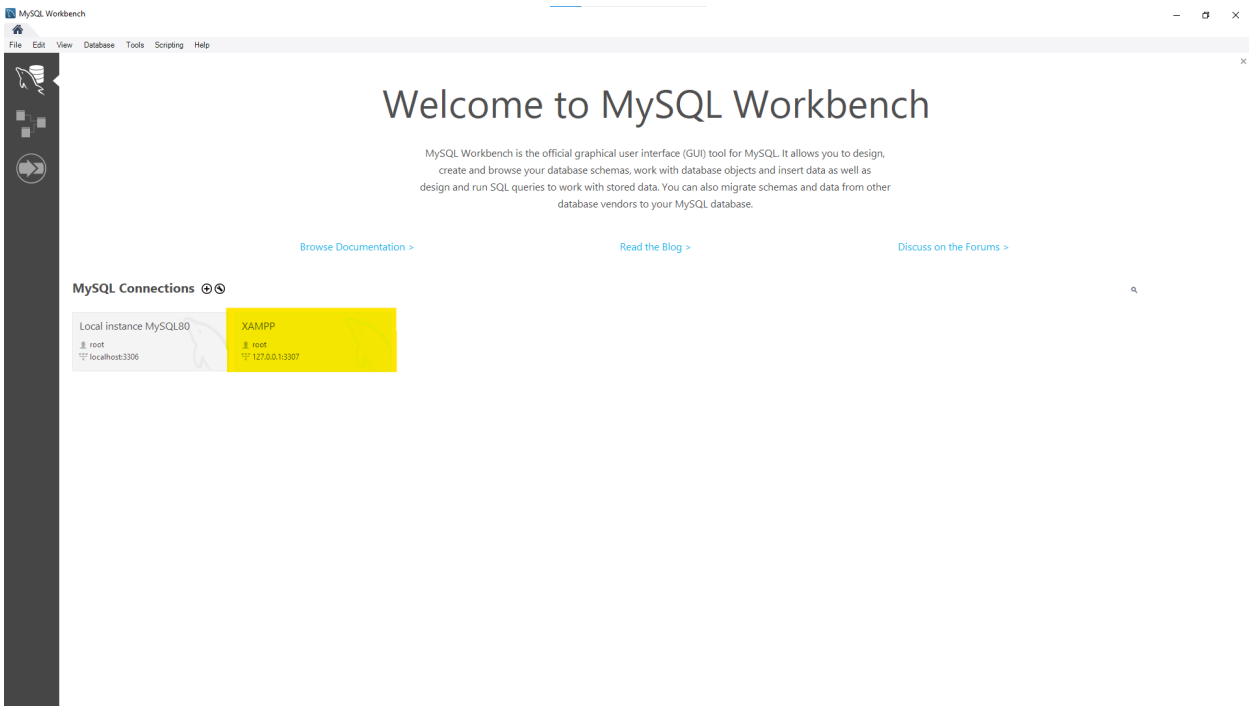 MySQL Workbench
File Edit View Database Tools Scripting Help
Welcome to MySQL Workbench
MySQL Workbench is the official graphical user interface (GUI) tool for MySQL. It allows you to design,
create and browse your database schemas, work with database objects and insert data as well as
design and run SQL queries to work with stored data. You can also migrate schemas and data from other
database vendors to your MySQL database.
Browse Documentation > Read the Blog > Discuss on the Forums >
MySQL Connections
Local instance MySQL80
root
localhost:3306
XAMPP
root
127.0.0.1:3307